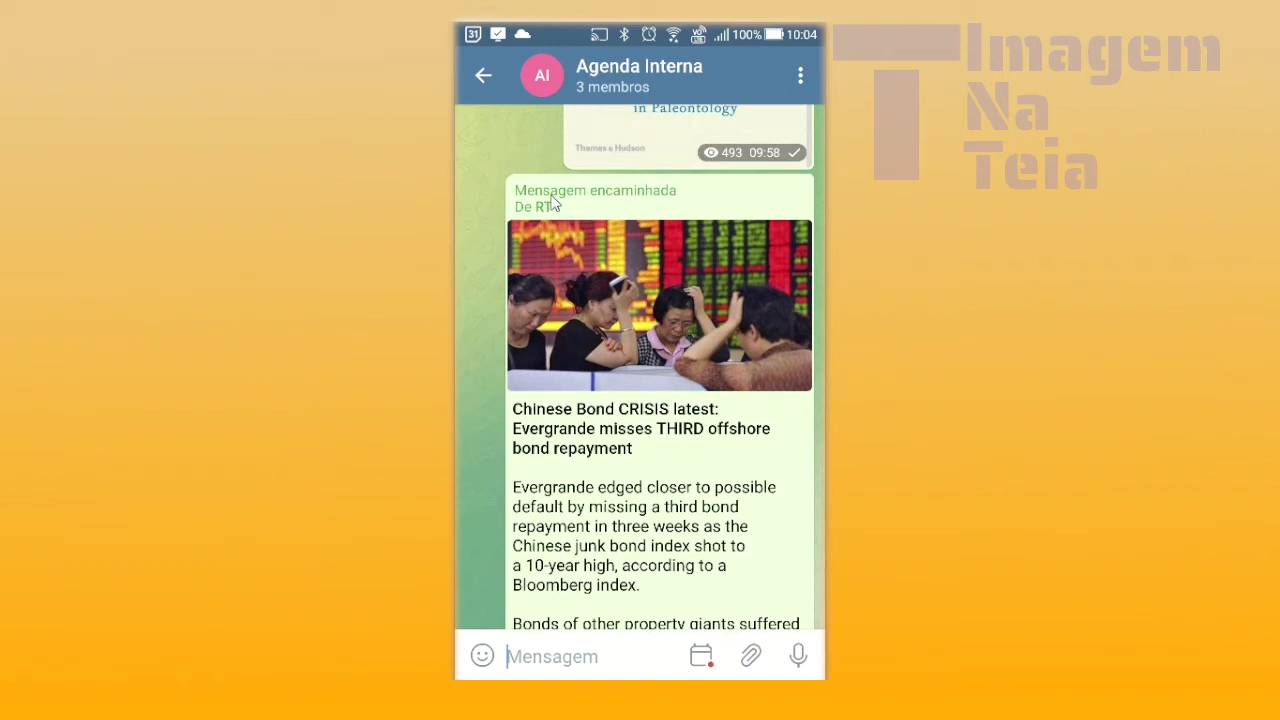 31
VO
LTE
100%
10:04
Imagem
Na
Teia
AI
Agenda Interna
3 membros
in Paleontology
Thames & Hudson
493 09:58
Mensagem encaminhada
De RT
Chinese Bond CRISIS latest:
Evergrande misses THIRD offshore
bond repayment
Evergrande edged closer to possible
default by missing a third bond
repayment in three weeks as the
Chinese junk bond index shot to
a 10-year high, according to a
Bloomberg index.
Bonds of other property giants suffered
Mensagem